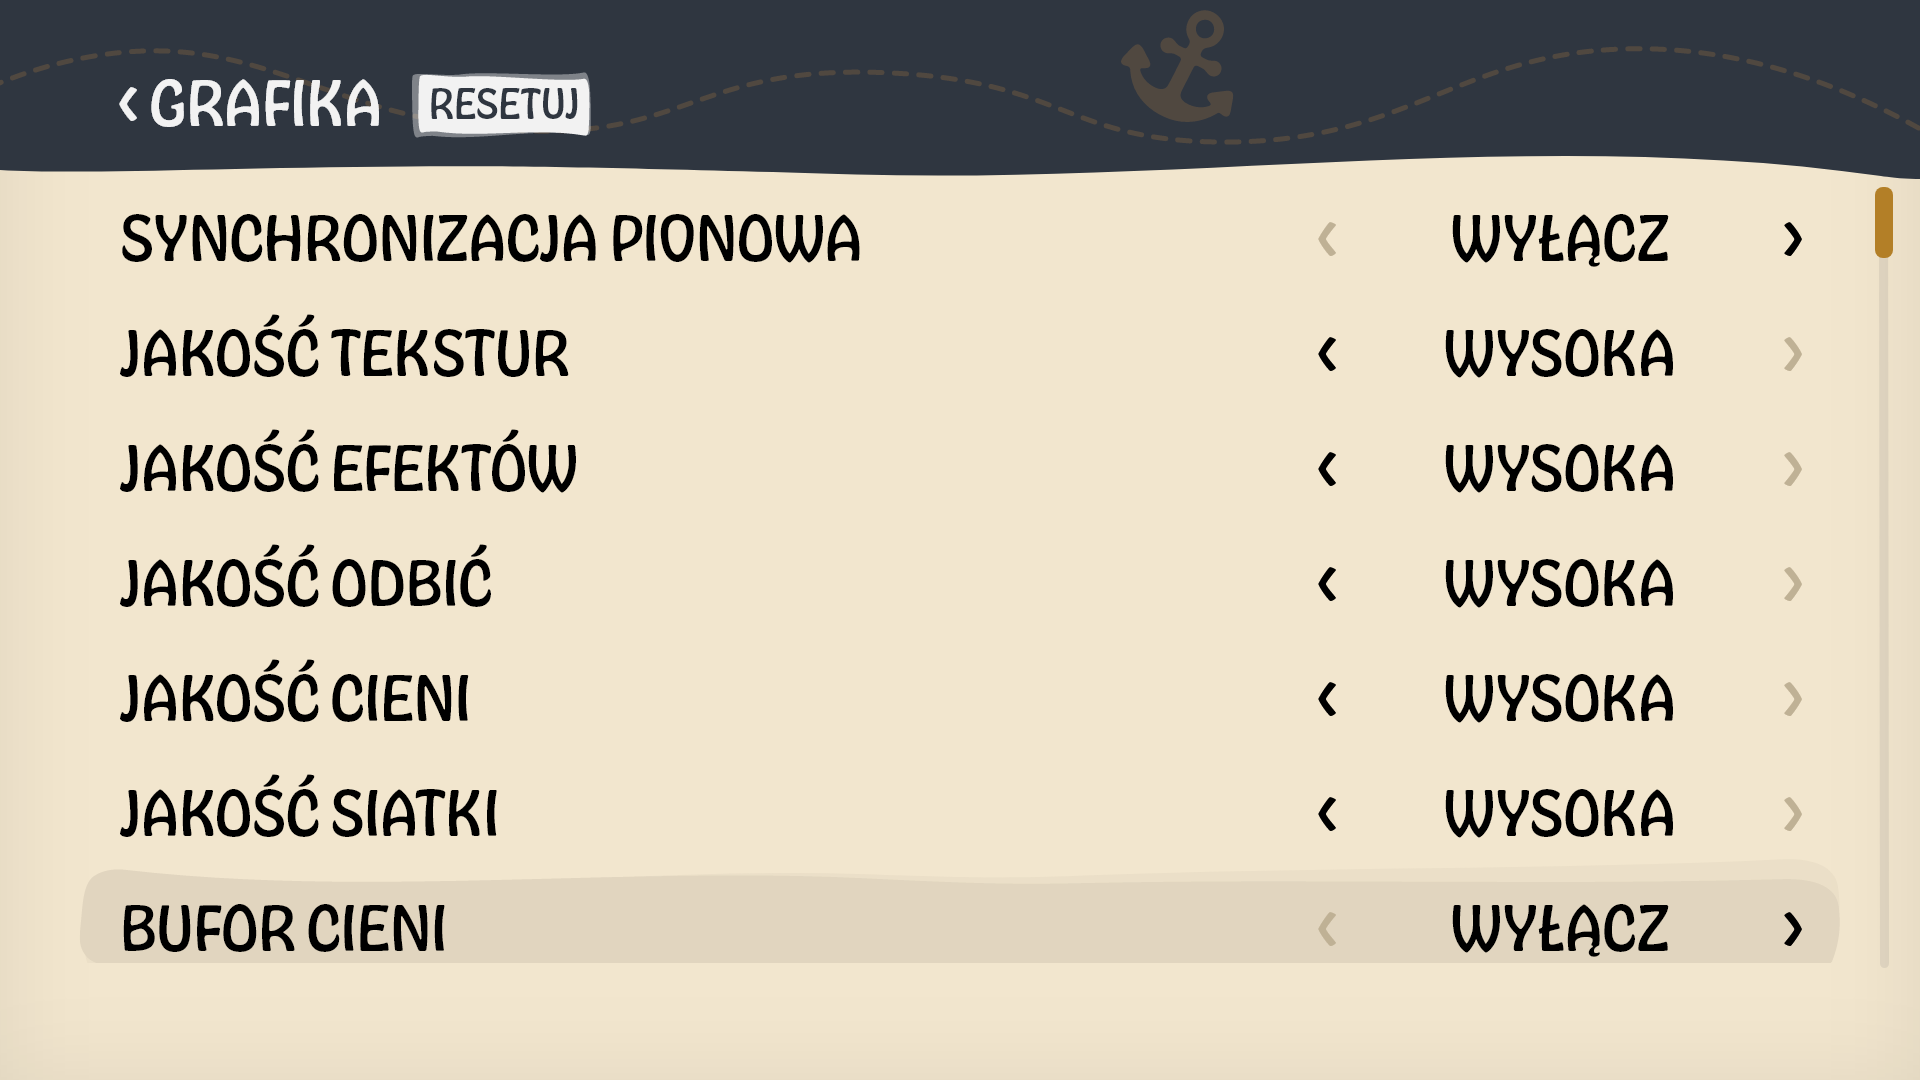 GRAFIKA RESETUJ
SYNCHRONIZACJA PIONOWA WYŁĄCZ
JAKOŚĆ TEKSTUR WYSOKA
JAKOŚĆ EFEKTÓW WYSOKA
JAKOŚĆ ODBIĆ WYSOKA
JAKOŚĆ CIENI WYSOKA
JAKOŚĆ SIATKI WYSOKA
BUFOR CIENI WYŁĄCZ